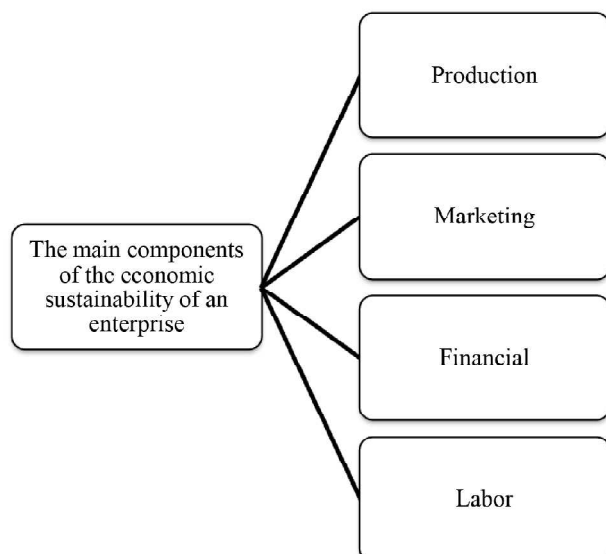 The main components
of the economic
sustainability of an
enterprise
Production
Marketing
Financial
Labor